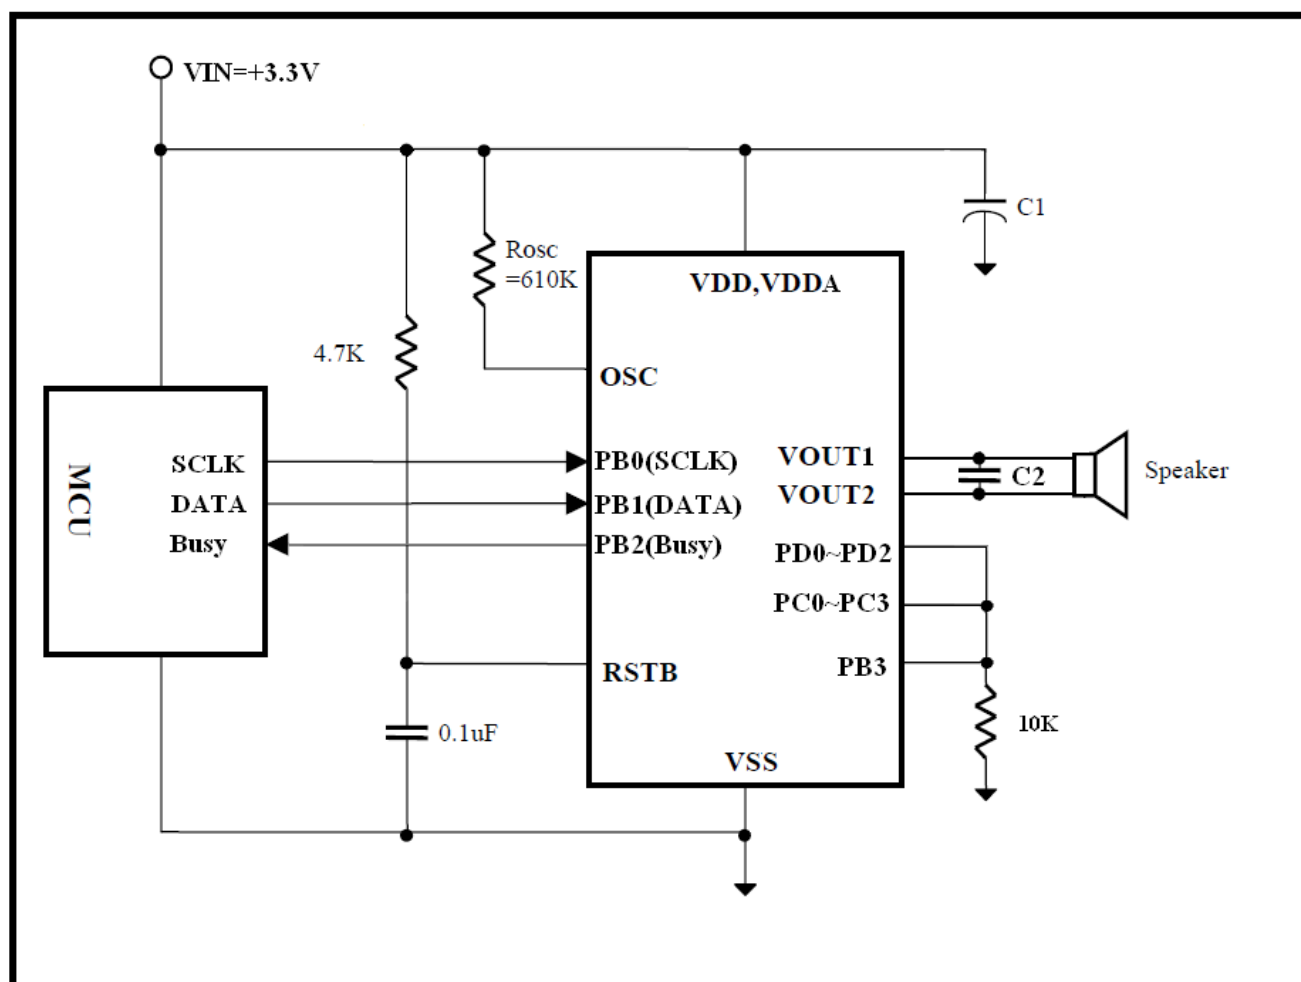 VIN=+3.3V
C1
Rosc
=610K
VDD,VDDA
4.7K
OSC
MCU
SCLK
DATA
Busy
PB0(SCLK)
PB1(DATA)
PB2(Busy)
VOUT1
VOUT2
C2
Speaker
PD0~PD2
PC0~PC3
PB3
RSTB
10K
0.1uF
VSS